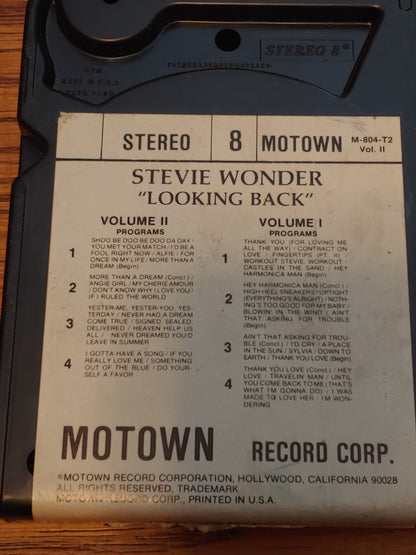 STEREO 8®
MADE IN U.S.A.
STEREO 8 MOTOWN M-804-T2
Vol. II
STEVIE WONDER
"LOOKING BACK"
VOLUME II
PROGRAMS
1 SHOO BE DOO BE DOO DA DAY /
YOU MET YOUR MATCH / I'D BE A
FOOL RIGHT NOW / ALFIE / FOR
ONCE IN MY LIFE / MORE THAN A
DREAM (Begin)
2 MORE THAN A DREAM (Concl.) /
ANGIE GIRL / MY CHERIE AMOUR
/ DON'T KNOW WHY I LOVE YOU /
IF I RULED THE WORLD
3 YESTER-ME, YESTER-YOU, YES-
TERDAY / NEVER HAD A DREAM
COME TRUE / SIGNED, SEALED,
DELIVERED / HEAVEN HELP US
ALL / NEVER DREAMED YOU'D
LEAVE IN SUMMER
4 I GOTTA HAVE A SONG / IF YOU
REALLY LOVE ME / SOMETHING
OUT OF THE BLUE / DO YOUR-
SELF A FAVOR
VOLUME I
PROGRAMS
1 THANK YOU (FOR LOVING ME
ALL THE WAY) / CONTRACT ON
LOVE / FINGERTIPS (PT. II) /
WORKOUT STEVIE, WORKOUT /
CASTLES IN THE SAND / HEY
HARMONICA MAN (Begin)
2 HEY HARMONICA MAN (Concl.) /
HIGH HEEL SNEAKERS / UPTIGHT
(EVERYTHING'S ALRIGHT) / NOTH-
ING'S TOO GOOD FOR MY BABY /
BLOWIN IN THE WIND / AIN'T
THAT ASKING FOR TROUBLE
(Begin)
3 AIN'T THAT ASKING FOR TROU-
BLE (Concl.) / I'D CRY / A PLACE
IN THE SUN / SYLVIA / DOWN TO
EARTH / THANK YOU LOVE (Begin)
4 THANK YOU LOVE (Concl.) / HEY
LOVE / TRAVELIN' MAN / UNTIL
YOU COME BACK TO ME (THAT'S
WHAT I'M GONNA DO) / I WAS
MADE TO LOVE HER / I'M WON-
DERING
MOTOWN RECORD CORP.
©MOTOWN RECORD CORPORATION, HOLLYWOOD, CALIFORNIA 90028
ALL RIGHTS RESERVED, TRADEMARK
MOTOWN RECORD CORP., PRINTED IN U.S.A.